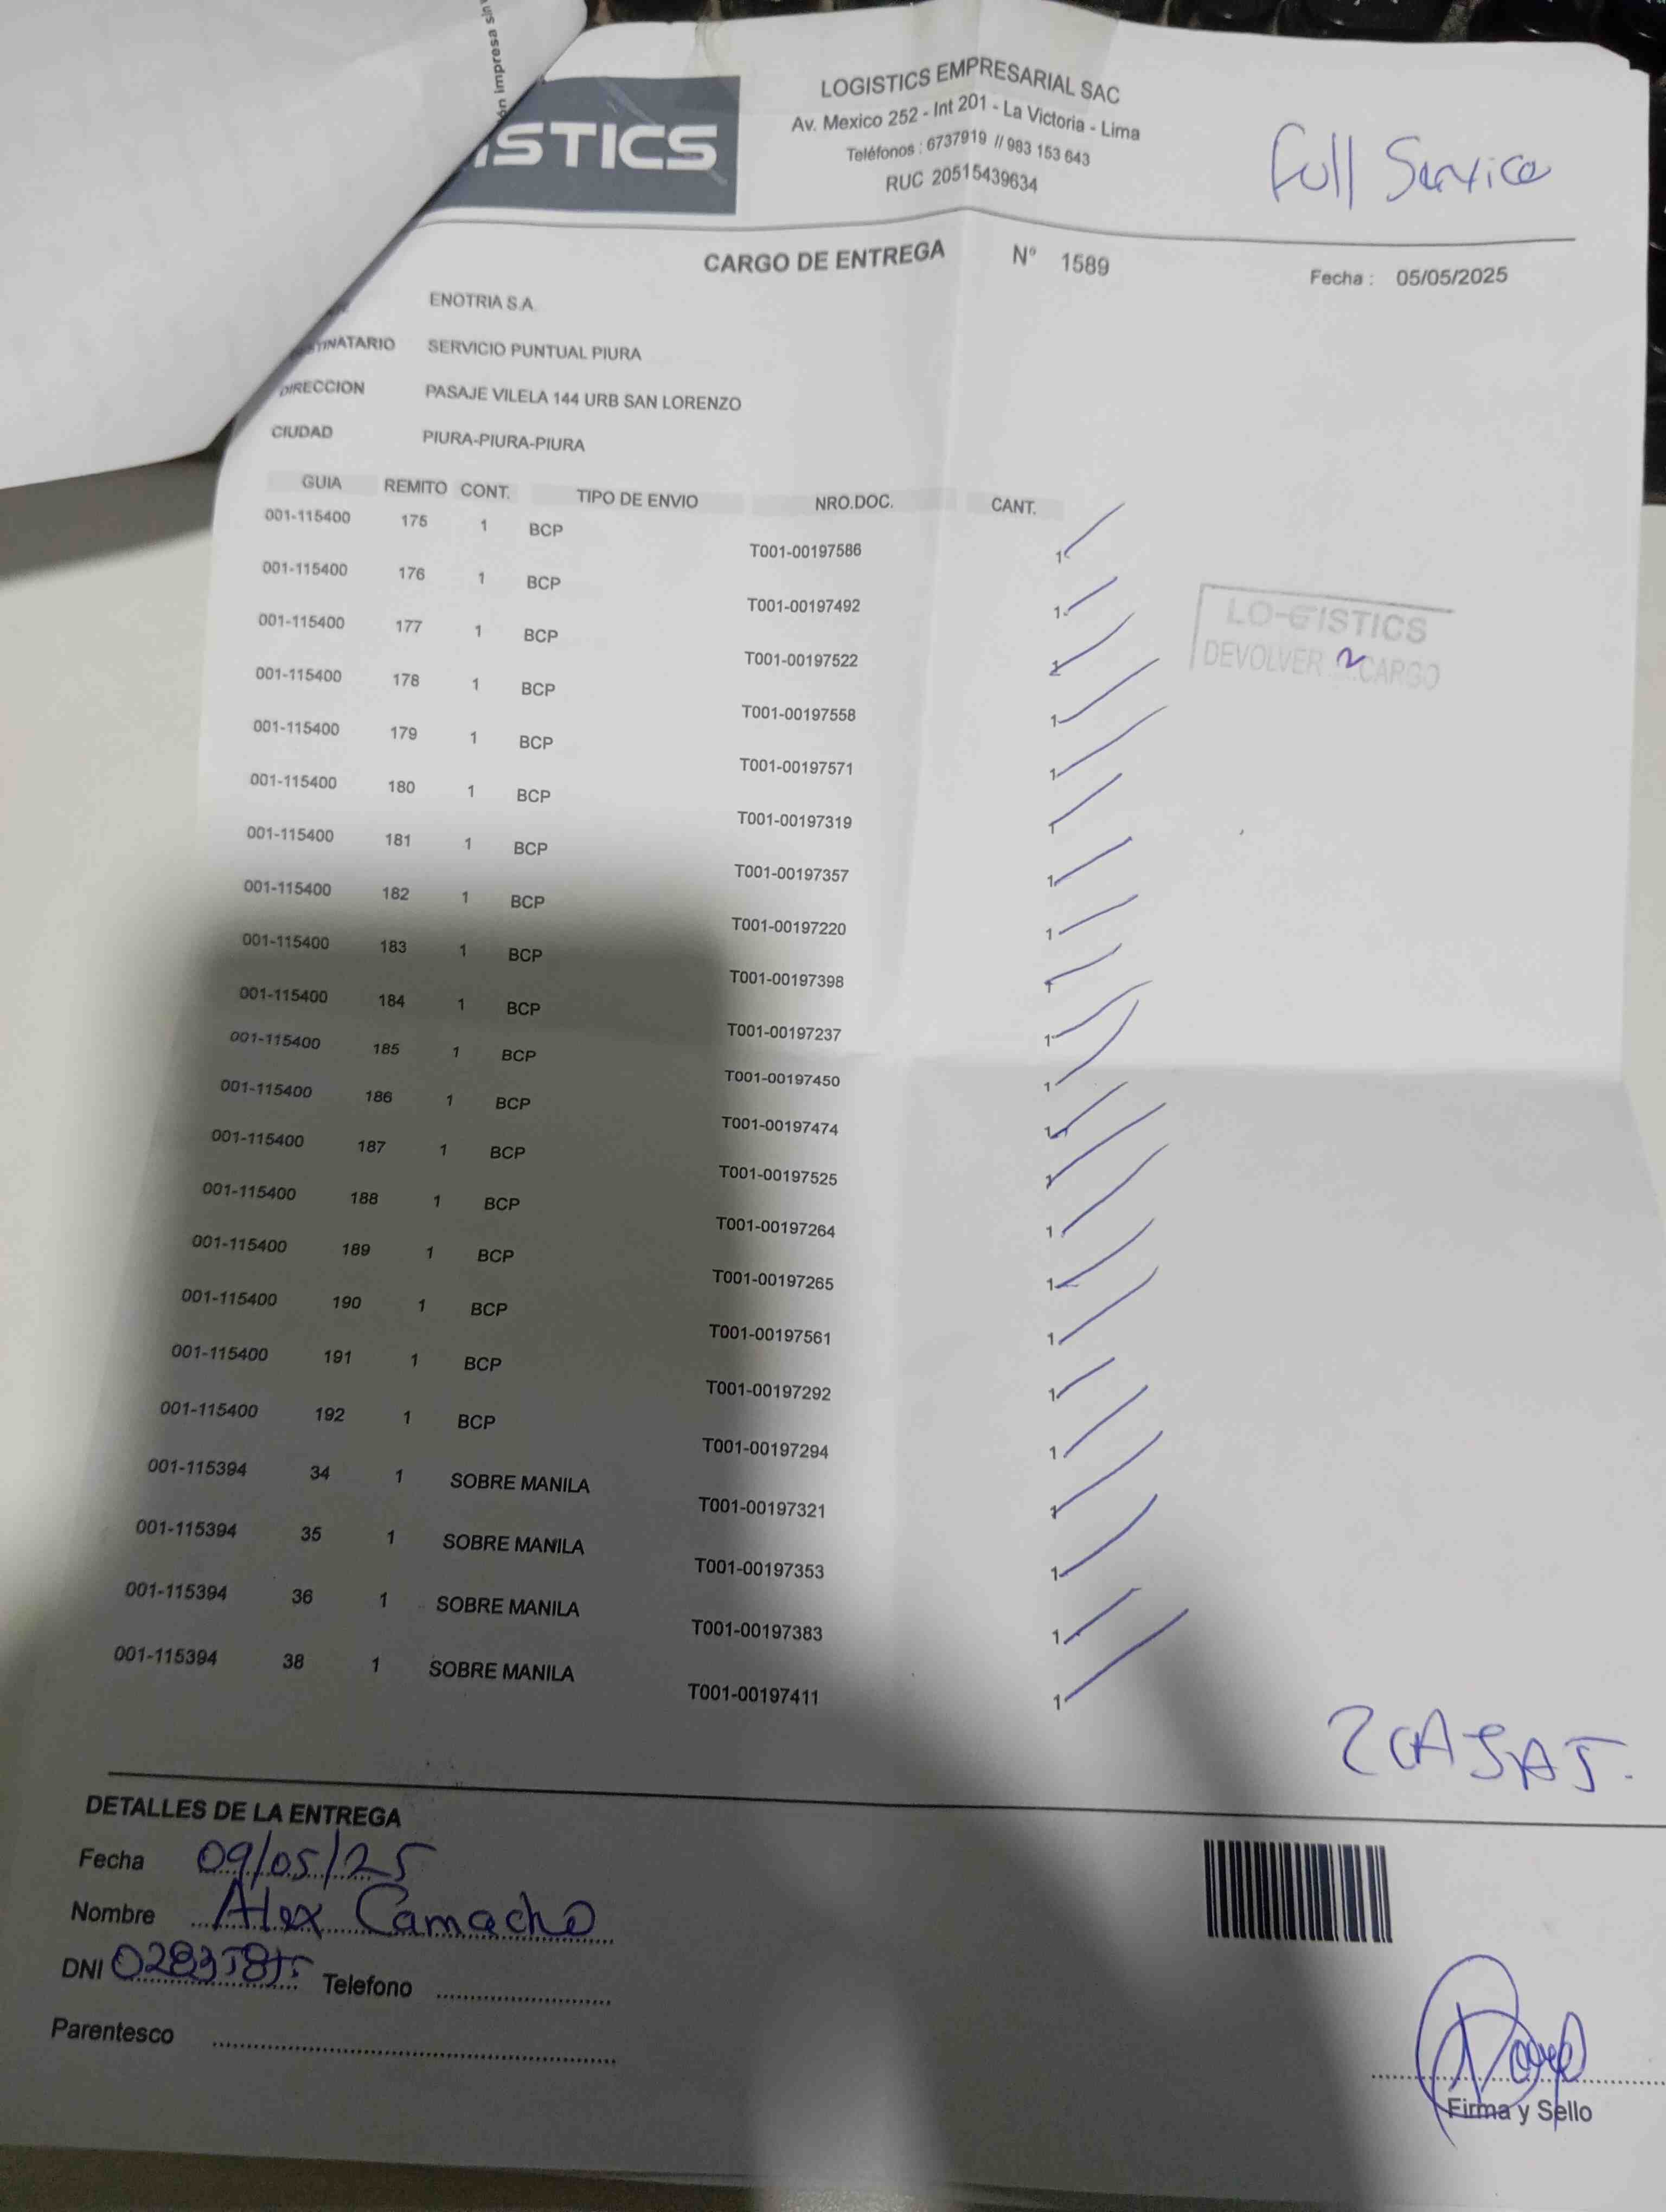 ón impresa sin
ISTICS
LOGISTICS EMPRESARIAL SAC
Av. Mexico 252 - Int 201 - La Victoria - Lima
Teléfonos : 6737919 // 983 153 643
RUC 20515439634
Full Service
CARGO DE ENTREGA Nº 1589 Fecha : 05/05/2025
ENOTRIA S.A.
TINATARIO SERVICIO PUNTUAL PIURA
DIRECCION PASAJE VILELA 144 URB SAN LORENZO
CIUDAD PIURA-PIURA-PIURA
GUIA REMITO CONT. TIPO DE ENVIO NRO.DOC. CANT.
001-115400 175 1 BCP T001-00197586 1
001-115400 176 1 BCP T001-00197492 1
001-115400 177 1 BCP T001-00197522 1
001-115400 178 1 BCP T001-00197558 1
001-115400 179 1 BCP T001-00197571 1
001-115400 180 1 BCP T001-00197319 1
001-115400 181 1 BCP T001-00197357 1
001-115400 182 1 BCP T001-00197220 1
001-115400 183 1 BCP T001-00197398 1
001-115400 184 1 BCP T001-00197237 1
001-115400 185 1 BCP T001-00197450 1
001-115400 186 1 BCP T001-00197474 1
001-115400 187 1 BCP T001-00197525 1
001-115400 188 1 BCP T001-00197264 1
001-115400 189 1 BCP T001-00197265 1
001-115400 190 1 BCP T001-00197561 1
001-115400 191 1 BCP T001-00197292 1
001-115400 192 1 BCP T001-00197294 1
001-115394 34 1 SOBRE MANILA T001-00197321 1
001-115394 35 1 SOBRE MANILA T001-00197353 1
001-115394 36 1 SOBRE MANILA T001-00197383 1
001-115394 38 1 SOBRE MANILA T001-00197411 1
LO-GISTICS
DEVOLVER 2 CARGO
2 CAJAS.
DETALLES DE LA ENTREGA
Fecha 09/05/25
Nombre Alex Camacho
DNI Telefono
Parentesco
Firma y Sello